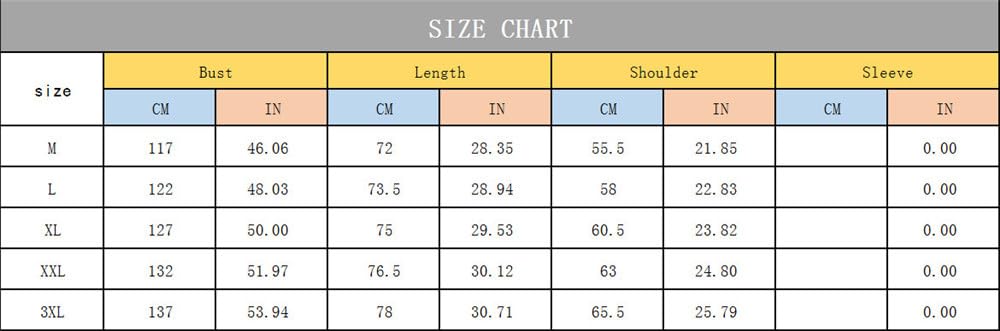 SIZE CHART
size Bust Length Shoulder Sleeve
CM IN CM IN CM IN CM IN
M 117 46.06 72 28.35 55.5 21.85 0.00
L 122 48.03 73.5 28.94 58 22.83 0.00
XL 127 50.00 75 29.53 60.5 23.82 0.00
XXL 132 51.97 76.5 30.12 63 24.80 0.00
3XL 137 53.94 78 30.71 65.5 25.79 0.00